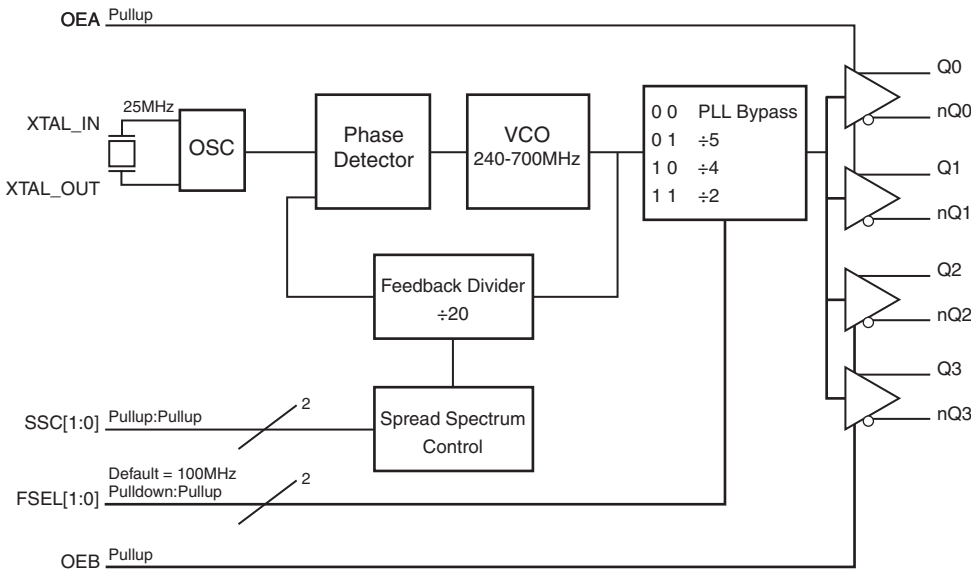 OEA Pullup
XTAL_IN
25MHz
XTAL_OUT
OSC
Phase
Detector
VCO
240-700MHz
0 0 PLL Bypass
0 1 ÷5
1 0 ÷4
1 1 ÷2
Q0
nQ0
Q1
nQ1
Q2
nQ2
Q3
nQ3
Feedback Divider
÷20
SSC[1:0] Pullup:Pullup
2
Spread Spectrum
Control
Default = 100MHz
FSEL[1:0] Pulldown:Pullup
2
OEB Pullup